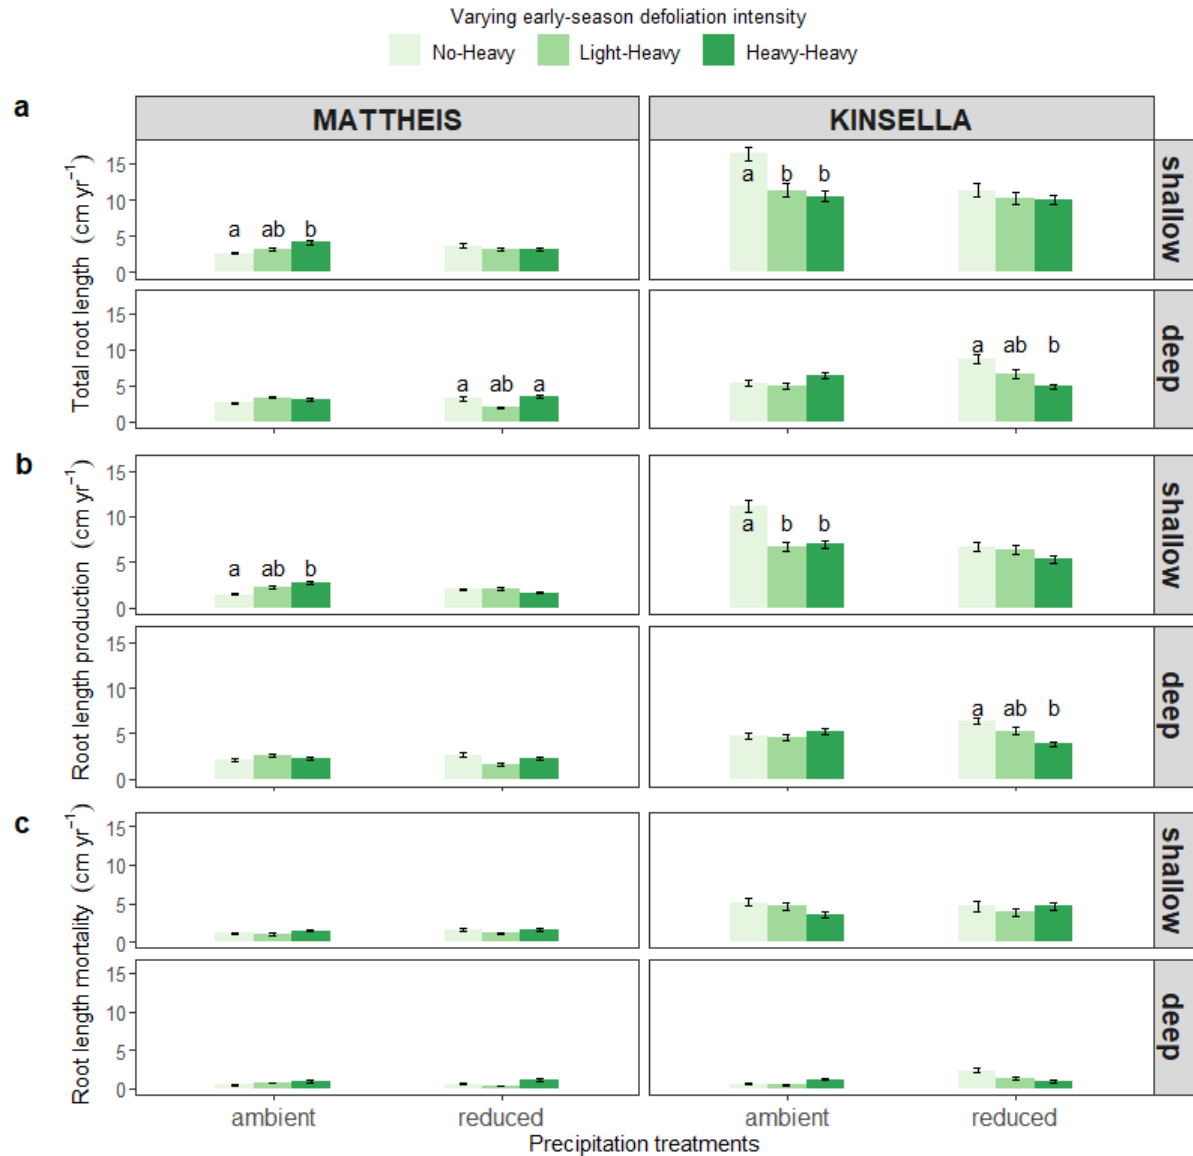 Varying early-season defoliation intensity
No-Heavy Light-Heavy Heavy-Heavy
a
MATTHEIS KINSELLA
Total root length (cm yr⁻¹)
15
10
5
0
a ab b
a b b
shallow
15
10
5
0
a ab a
a ab b
deep
b
Root length production (cm yr⁻¹)
15
10
5
0
a ab b
a b b
shallow
15
10
5
0
a ab b
deep
c
Root length mortality (cm yr⁻¹)
15
10
5
0
shallow
15
10
5
0
deep
ambient reduced ambient reduced
Precipitation treatments